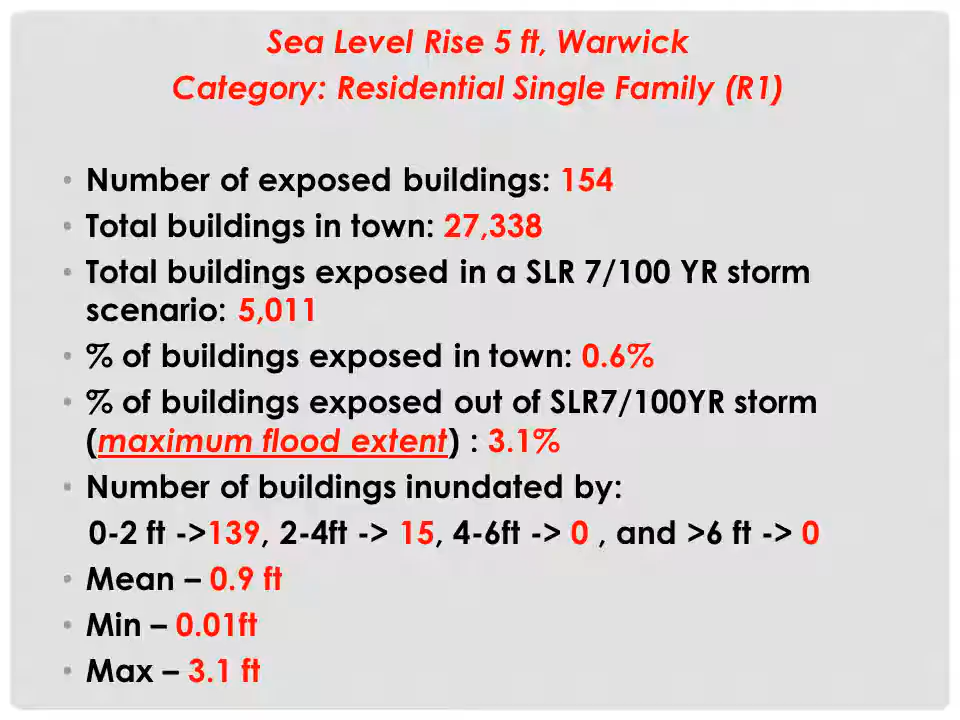 Sea Level Rise 5 ft, Warwick
Category: Residential Single Family (R1)
• Number of exposed buildings: 154
• Total buildings in town: 27,338
• Total buildings exposed in a SLR 7/100 YR storm
scenario: 5,011
• % of buildings exposed in town: 0.6%
• % of buildings exposed out of SLR7/100YR storm
(maximum flood extent) : 3.1%
• Number of buildings inundated by:
0-2 ft ->139, 2-4ft -> 15, 4-6ft -> 0 , and >6 ft -> 0
• Mean – 0.9 ft
• Min – 0.01ft
• Max – 3.1 ft